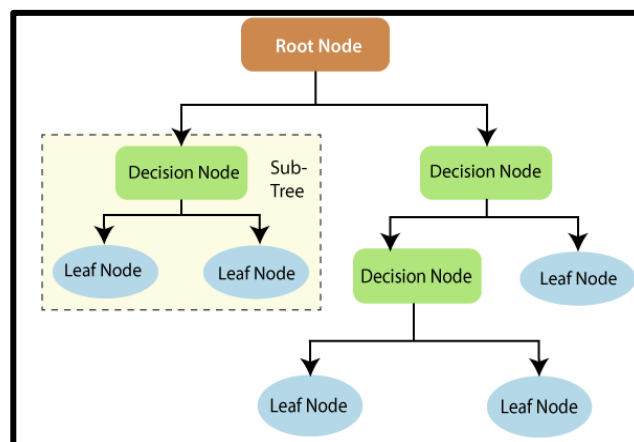 Root Node
Decision Node
Sub-
Tree
Decision Node
Leaf Node
Leaf Node
Decision Node
Leaf Node
Leaf Node
Leaf Node